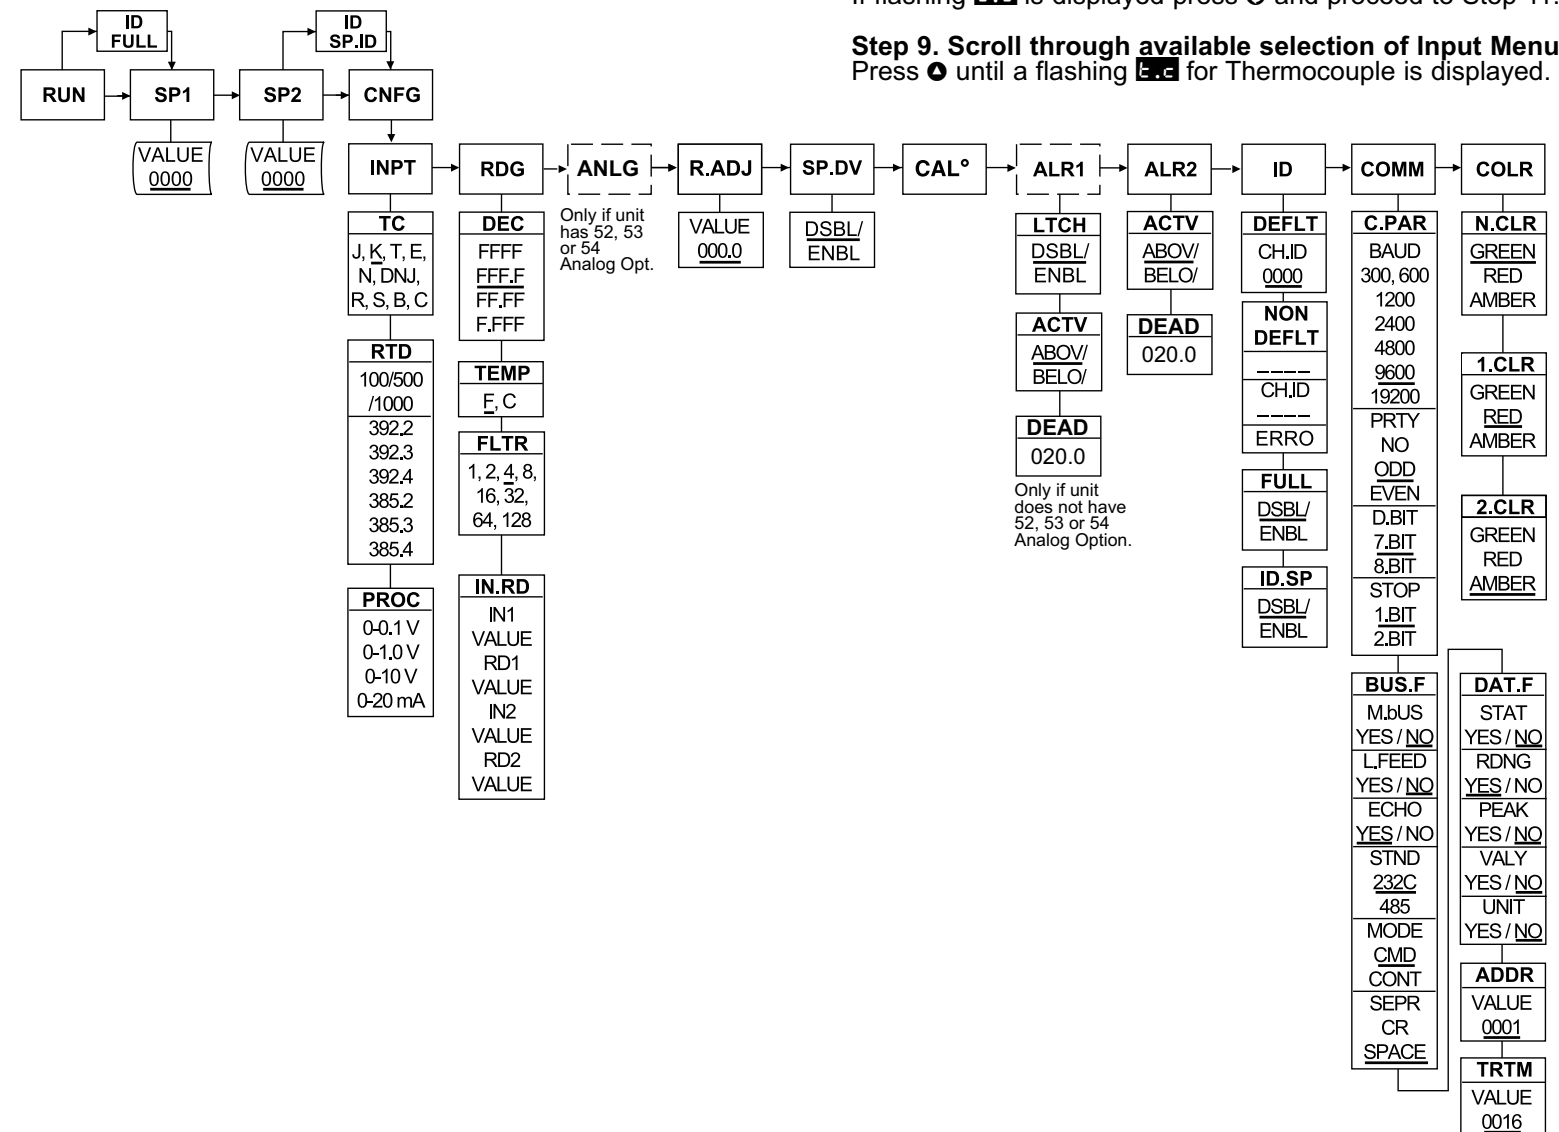 If flashing t.c is displayed press and proceed to Step 11.
Step 9. Scroll through available selection of Input Menu
Press until a flashing t.c for Thermocouple is displayed.
ID
FULL
ID
SP.ID
RUN
SP1
SP2
CNFG
VALUE
0000
VALUE
0000
INPT
RDG
ANLG
R.ADJ
SP.DV
CAL°
ALR1
ALR2
ID
COMM
COLR
TC
J, K, T, E,
N, DNJ,
R, S, B, C
RTD
100/500
/1000
392.2
392.3
392.4
385.2
385.3
385.4
PROC
0-0.1 V
0-1.0 V
0-10 V
0-20 mA
DEC
FFFF
FFF.F
FF.FF
F.FFF
TEMP
F, C
FLTR
1, 2, 4, 8,
16, 32,
64, 128
IN.RD
IN1
VALUE
RD1
VALUE
IN2
VALUE
RD2
VALUE
Only if unit
has 52, 53
or 54
Analog Opt.
VALUE
000.0
DSBL/
ENBL
LTCH
DSBL/
ENBL
ACTV
ABOV/
BELO/
DEAD
020.0
Only if unit
does not have
52, 53 or 54
Analog Option.
ACTV
ABOV/
BELO/
DEAD
020.0
DEFLT
CH.ID
0000
NON
DEFLT
_ _ _ _
CH.ID
_ _ _ _
ERRO
FULL
DSBL/
ENBL
ID.SP
DSBL/
ENBL
C.PAR
BAUD
300, 600
1200
2400
4800
9600
19200
PRTY
NO
ODD
EVEN
D.BIT
7.BIT
8.BIT
STOP
1.BIT
2.BIT
BUS.F
M.bUS
YES / NO
L.FEED
YES / NO
ECHO
YES / NO
STND
232C
485
MODE
CMD
CONT
SEPR
CR
SPACE
N.CLR
GREEN
RED
AMBER
1.CLR
GREEN
RED
AMBER
2.CLR
GREEN
RED
AMBER
DAT.F
STAT
YES / NO
RDNG
YES / NO
PEAK
YES / NO
VALY
YES / NO
UNIT
YES / NO
ADDR
VALUE
0001
TRTM
VALUE
0016